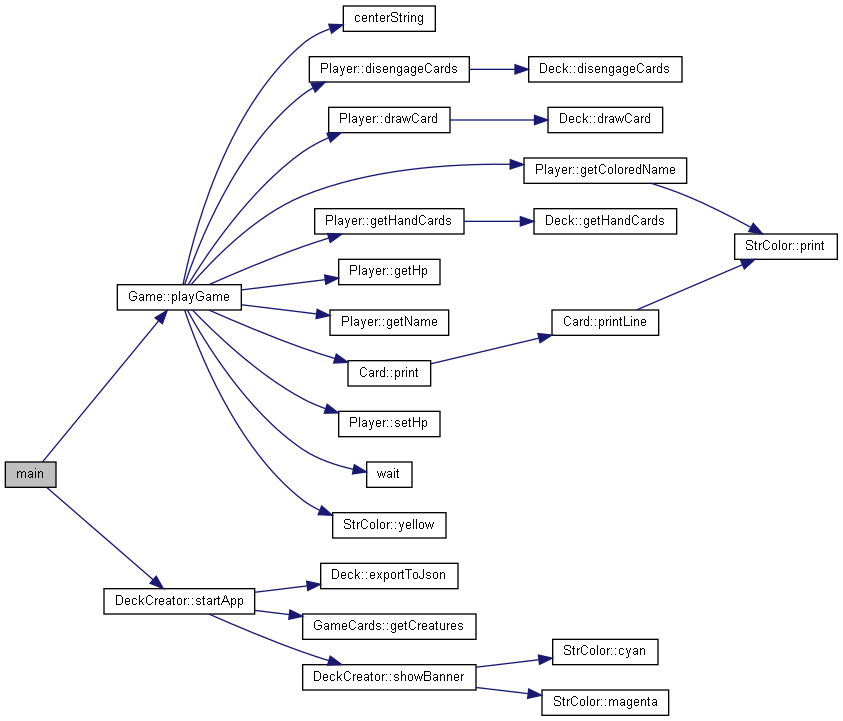 centerString
Player::disengageCards
Deck::disengageCards
Player::drawCard
Deck::drawCard
Player::getColoredName
Player::getHandCards
Deck::getHandCards
StrColor::print
Player::getHp
Game::playGame
Player::getName
Card::printLine
Card::print
Player::setHp
main
wait
StrColor::yellow
Deck::exportToJson
DeckCreator::startApp
GameCards::getCreatures
StrColor::cyan
DeckCreator::showBanner
StrColor::magenta